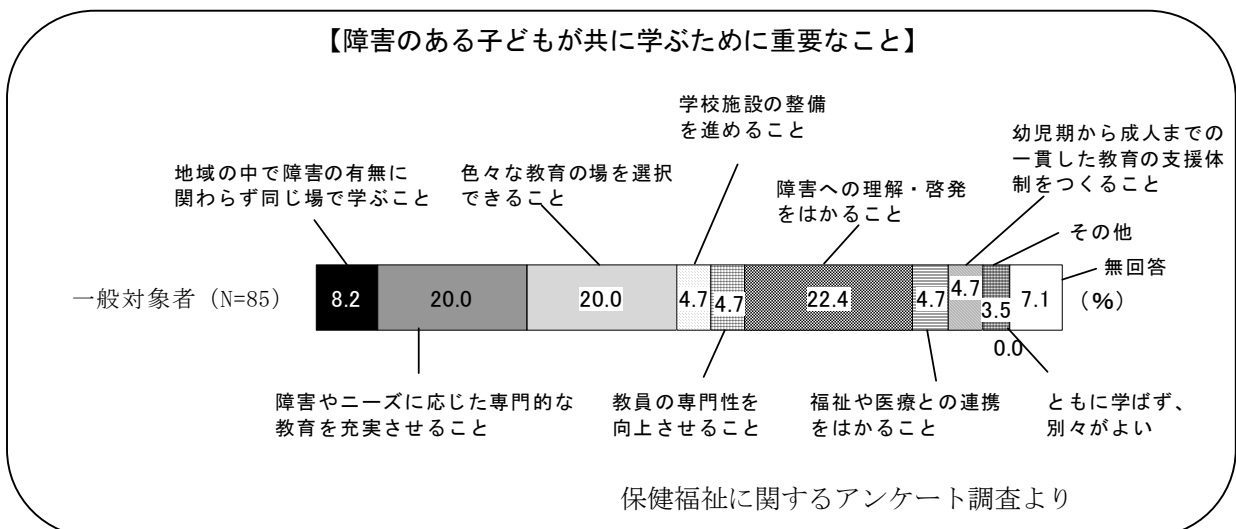 【障害のある子どもが共に学ぶために重要なこと】
学校施設の整備
を進めること
幼児期から成人までの
一貫した教育の支援体
制をつくること
地域の中で障害の有無に
関わらず同じ場で学ぶこと
色々な教育の場を選択
できること
障害への理解・啓発
をはかること
その他
無回答
一般対象者（N=85）
8.2
20.0
20.0
4.7
4.7
22.4
4.7
4.7
3.5
7.1
（%）
0.0
障害やニーズに応じた専門的な
教育を充実させること
教員の専門性を
向上させること
福祉や医療との連携
をはかること
ともに学ばず、
別々がよい
保健福祉に関するアンケート調査より